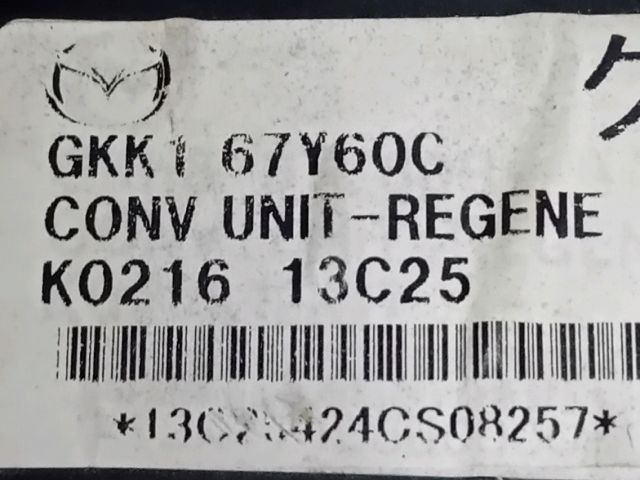 GKK1 67Y60C
CONV UNIT-REGENE
K0216 13C25